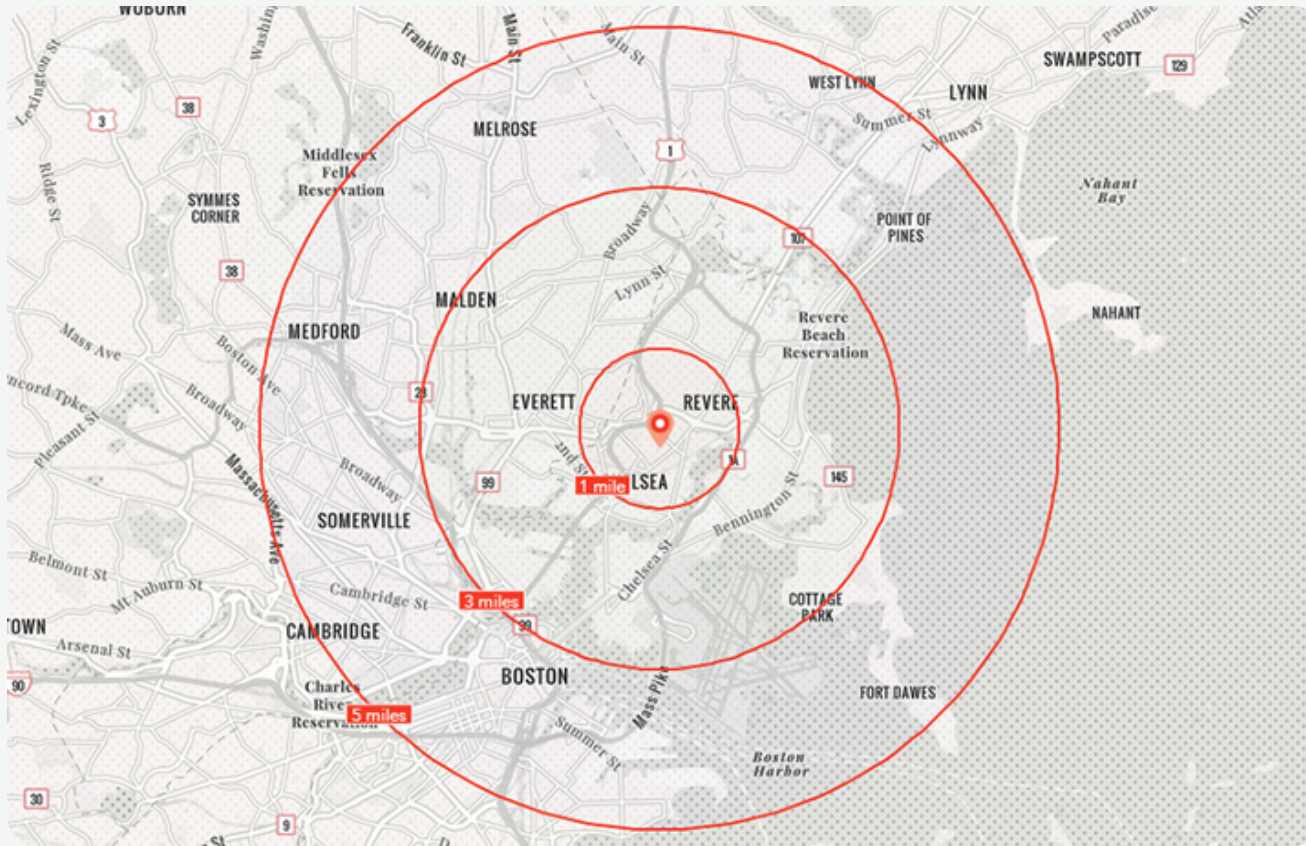 WOBURN
Washing
Main St
Franklin St
Main St
Paradise
Atla
SWAMPSCOTT
129
Lexington St
3
38
WEST LYNN
LYNN
Summer St
Lynnway
MELROSE
1
Middlesex
Fells
Reservation
Ridge St
SYMMES
CORNER
Nahant
Bay
POINT OF
PINES
Broadway
107
38
Lynn St
MALDEN
NAHANT
MEDFORD
Revere
Beach
Reservation
Mass Ave
Boston Ave
oncord Tpke
Broadway
Pleasant St
28
EVERETT
REVERE
2nd St
Massachusetts Ave
Broadway
99
1 mile
LSEA
1A
145
Bennington St
SOMERVILLE
Belmont St
Mt Auburn St
Cambridge St
Chelsea St
3 miles
COTTAGE
PARK
TOWN
Arsenal St
CAMBRIDGE
99
BOSTON
90
Charles
River
Reservation
5 miles
Mass Pike
FORT DAWES
Summer St
Boston
Harbor
30
9
St
D